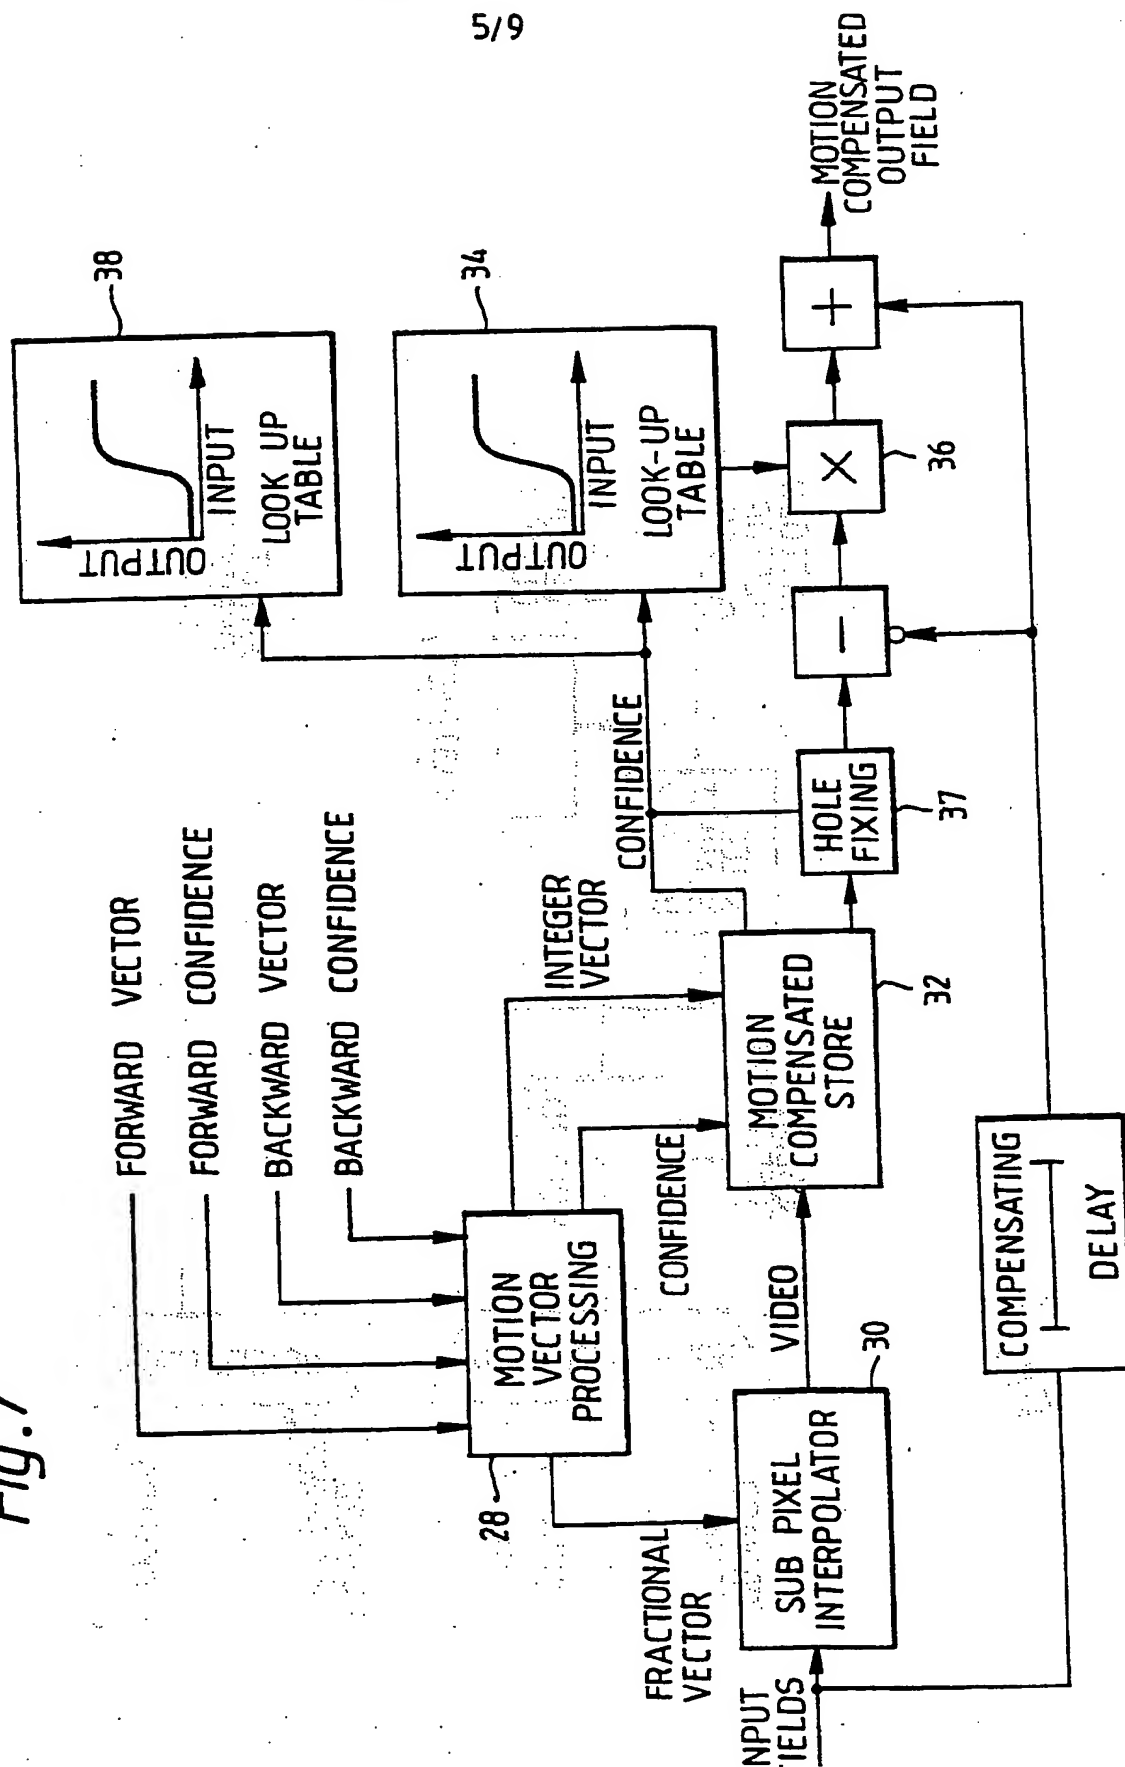 5/9
Fig. 7
FORWARD VECTOR
FORWARD CONFIDENCE
BACKWARD VECTOR
BACKWARD CONFIDENCE
28
MOTION
VECTOR
PROCESSING
FRACTIONAL
VECTOR
INTEGER
VECTOR
CONFIDENCE
NPUT
IELDS
SUB PIXEL
INTERPOLATOR
30
VIDEO
MOTION
COMPENSATED
STORE
32
CONFIDENCE
HOLE
FIXING
37
OUTPUT
INPUT
LOOK UP
TABLE
38
OUTPUT
INPUT
LOOK-UP
TABLE
34
−
×
36
+
MOTION
COMPENSATED
OUTPUT
FIELD
COMPENSATING
DELAY